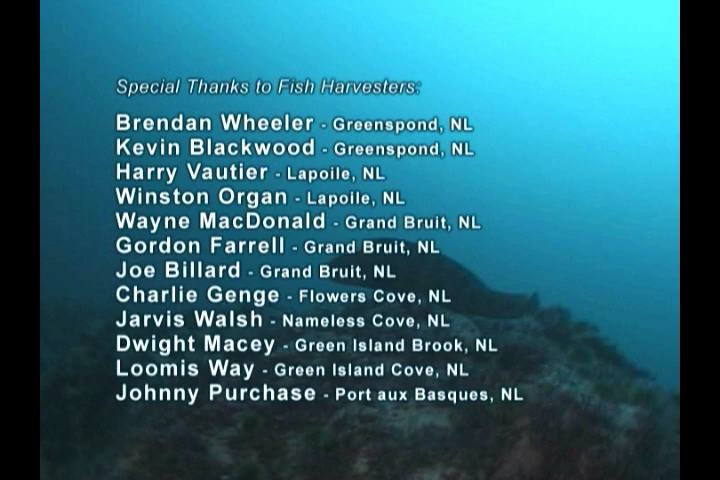 Special Thanks to Fish Harvesters:
Brendan Wheeler - Greenspond, NL
Kevin Blackwood - Greenspond, NL
Harry Vautier - Lapoile, NL
Winston Organ - Lapoile, NL
Wayne MacDonald - Grand Bruit, NL
Gordon Farrell - Grand Bruit, NL
Joe Billard - Grand Bruit, NL
Charlie Genge - Flowers Cove, NL
Jarvis Walsh - Nameless Cove, NL
Dwight Macey - Green Island Brook, NL
Loomis Way - Green Island Cove, NL
Johnny Purchase - Port aux Basques, NL